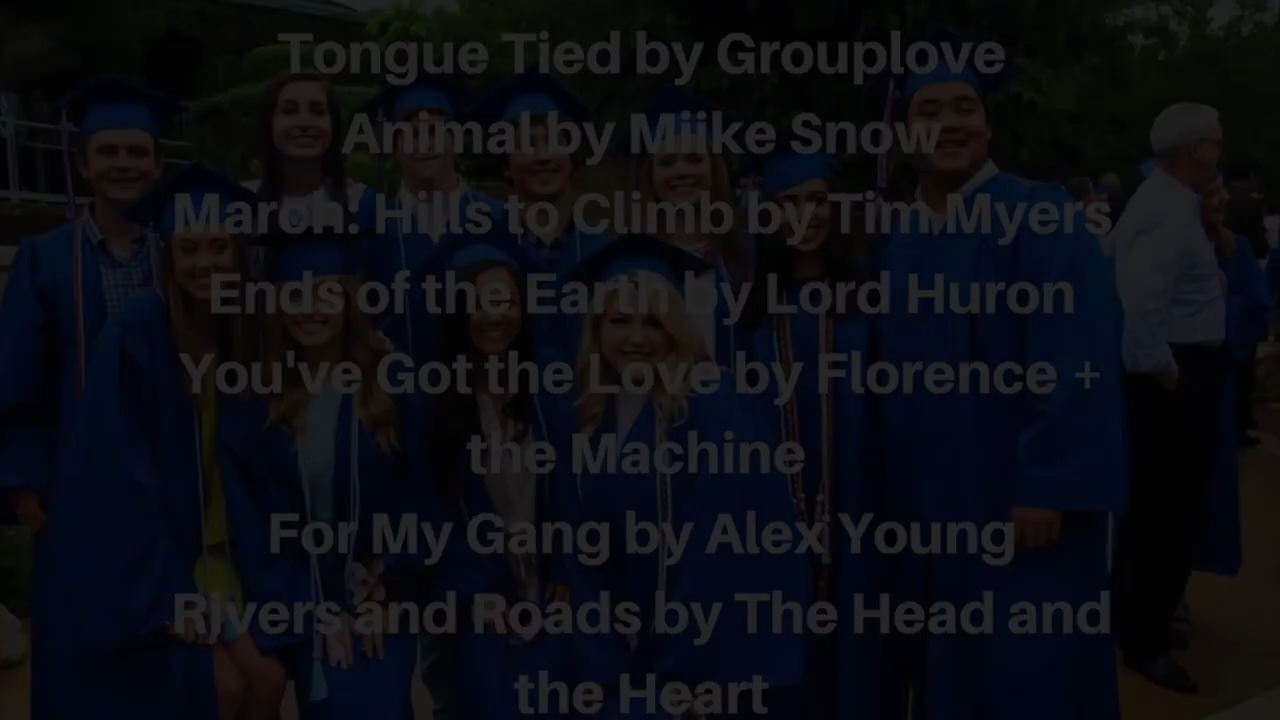 Tongue Tied by Grouplove
Animal by Miike Snow
March: Hills to Climb by Tim Myers
Ends of the Earth by Lord Huron
You've Got the Love by Florence +
the Machine
For My Gang by Alex Young
Rivers and Roads by The Head and
the Heart